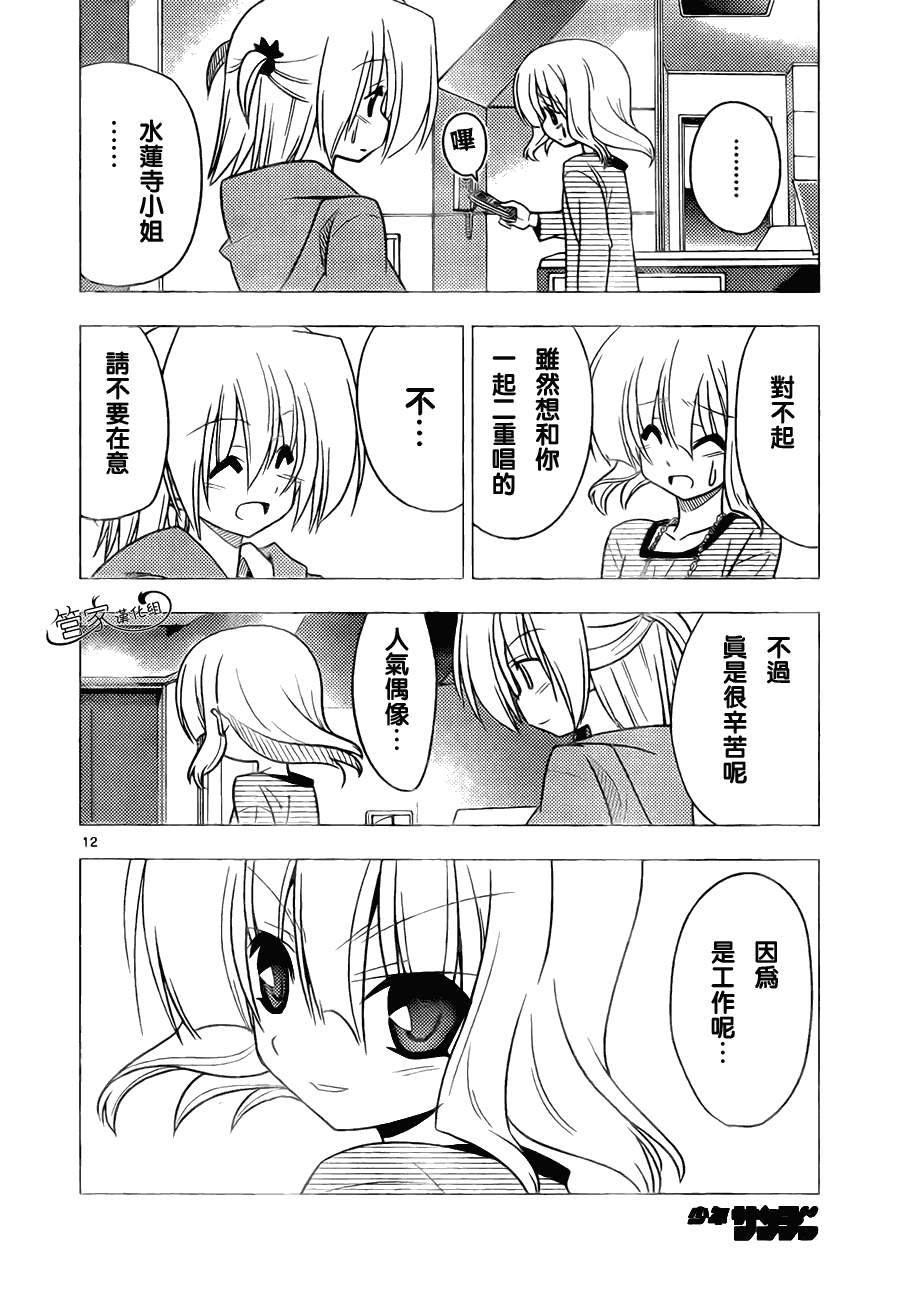 ………
嗶
水蓮寺小姐
……
對不起
雖然想和你
一起二重唱的
不…
請不要在意
不過
真是很辛苦呢
人氣偶像…
管家漢化組
12
因為
是工作呢…
少年サンデー